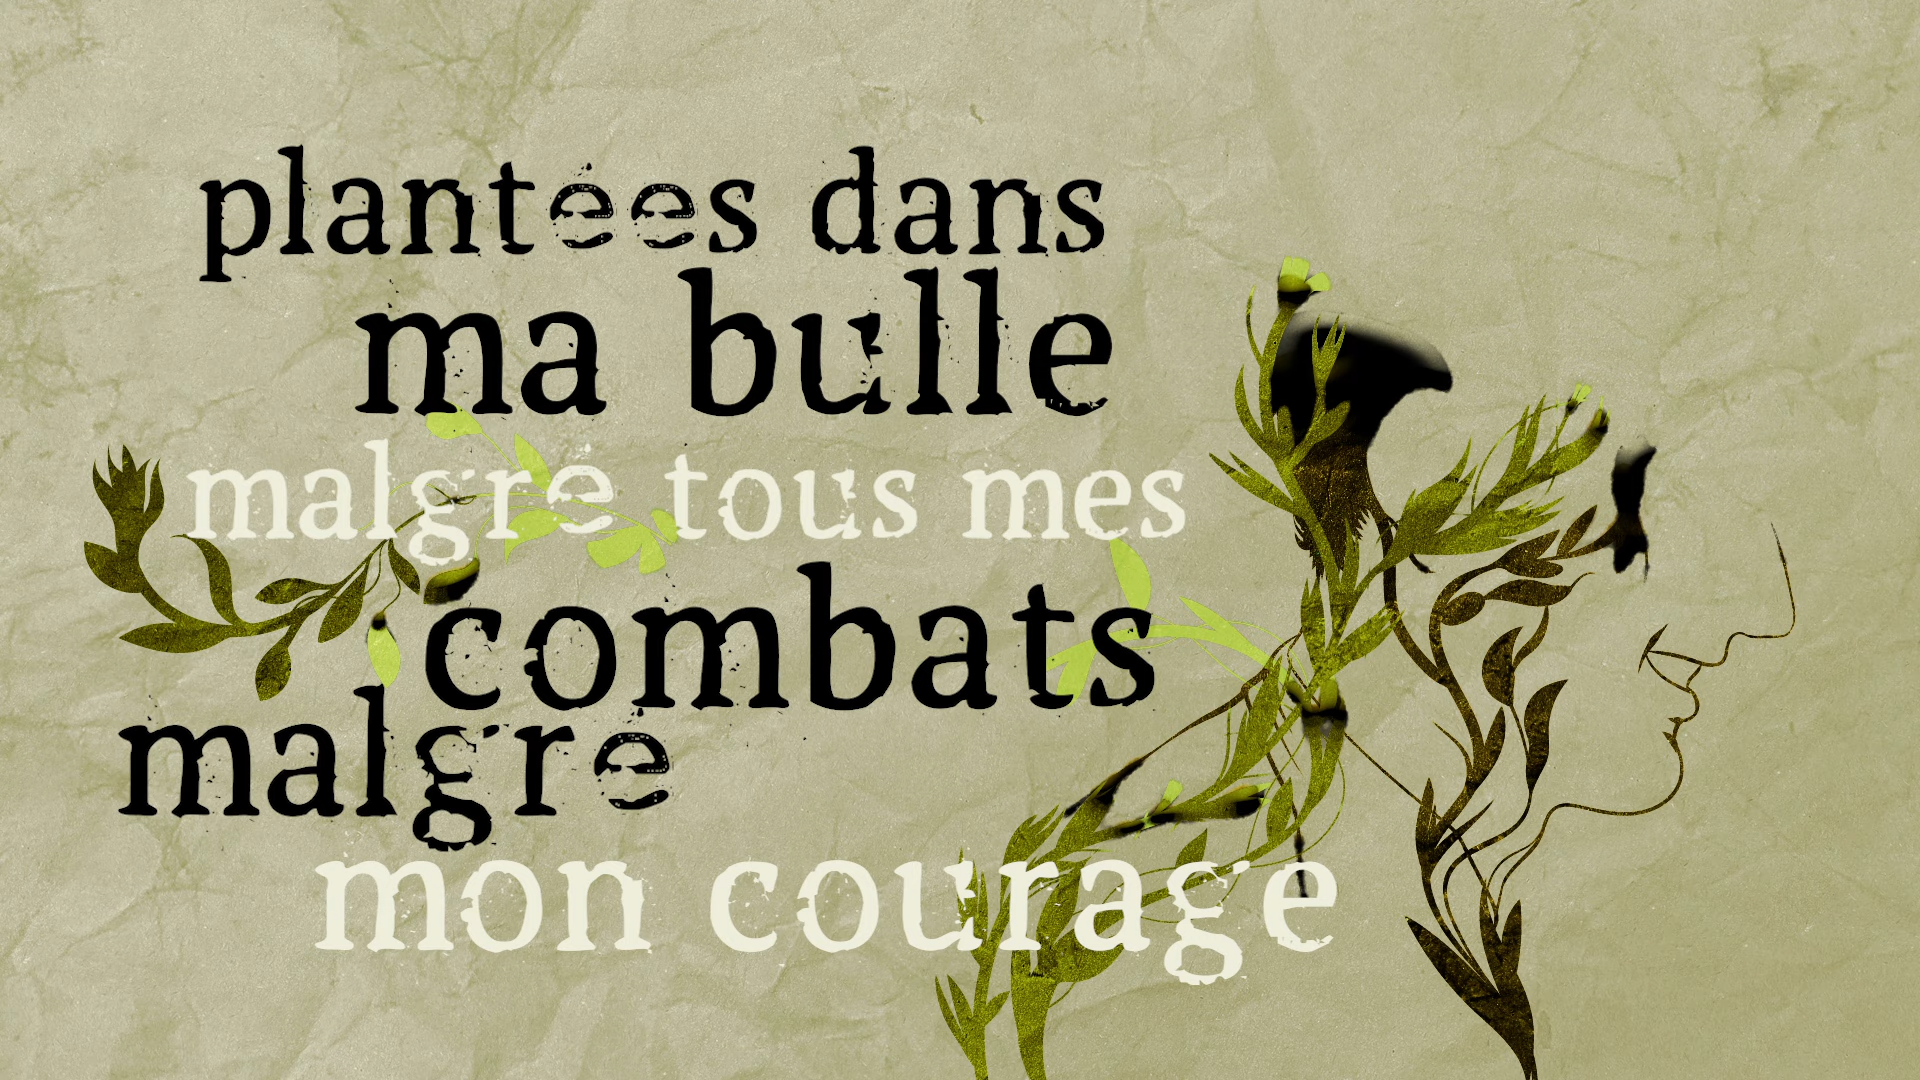 plantées dans
ma bulle
malgré tous mes
combats
malgré
mon courage